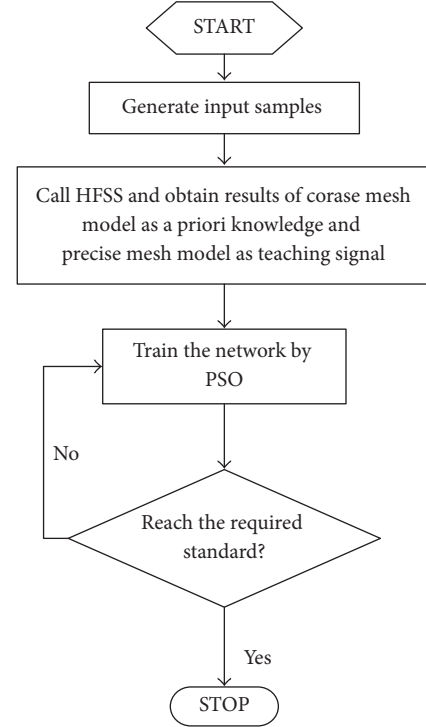 START
Generate input samples
Call HFSS and obtain results of corase mesh
model as a priori knowledge and
precise mesh model as teaching signal
Train the network by
PSO
No
Reach the required
standard?
Yes
STOP